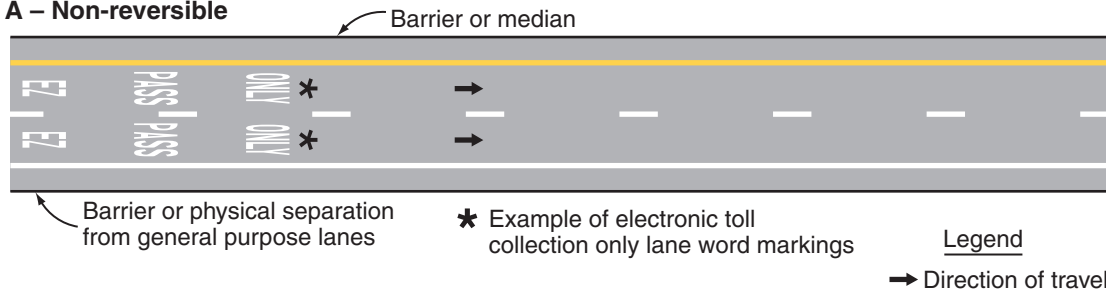 A – Non-reversible
Barrier or median
EZ PASS ONLY *
EZ PASS ONLY *
Barrier or physical separation
from general purpose lanes
* Example of electronic toll
collection only lane word markings
Legend
Direction of travel